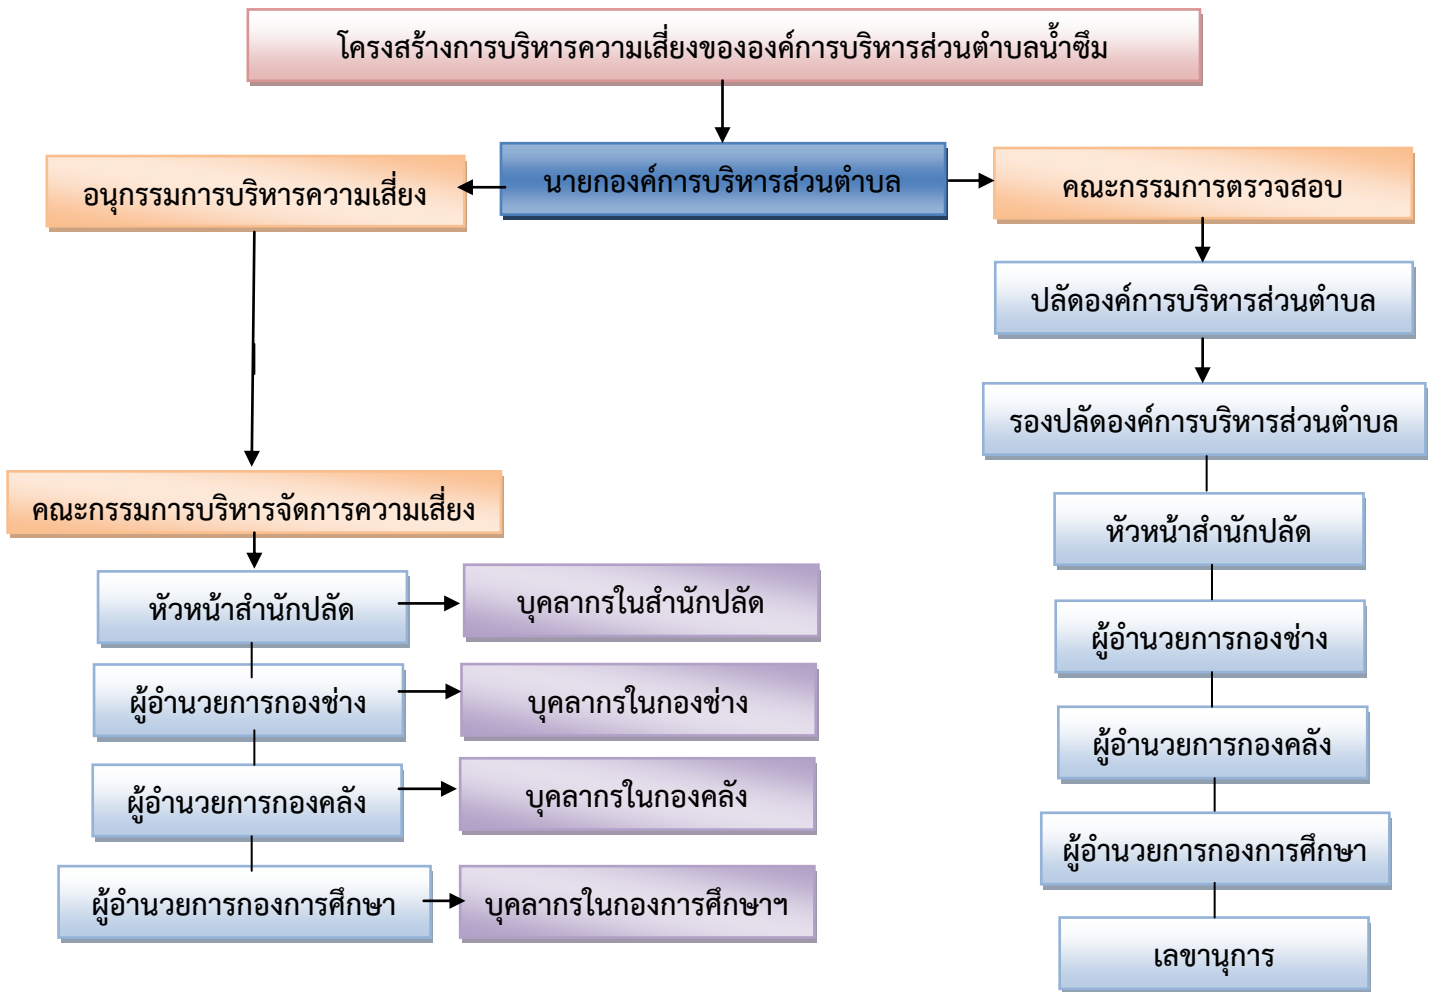 โครงสร้างการบริหารความเสี่ยงขององค์การบริหารส่วนตำบลน้ำซึม
นายกองค์การบริหารส่วนตำบล
อนุกรรมการบริหารความเสี่ยง
คณะกรรมการบริหารจัดการความเสี่ยง
หัวหน้าสำนักปลัด
บุคลากรในสำนักปลัด
ผู้อำนวยการกองช่าง
บุคลากรในกองช่าง
ผู้อำนวยการกองคลัง
บุคลากรในกองคลัง
ผู้อำนวยการกองการศึกษา
บุคลากรในกองการศึกษาฯ
คณะกรรมการตรวจสอบ
ปลัดองค์การบริหารส่วนตำบล
รองปลัดองค์การบริหารส่วนตำบล
หัวหน้าสำนักปลัด
ผู้อำนวยการกองช่าง
ผู้อำนวยการกองคลัง
ผู้อำนวยการกองการศึกษา
เลขานุการ